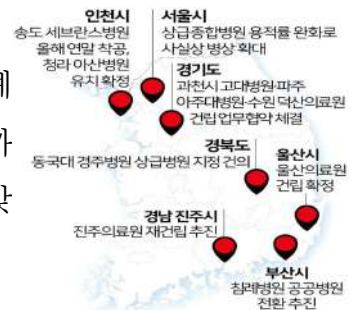 인천시
송도 세브란스병원
올해 연말 착공,
청라 아산병원
유치 확정
서울시
상급종합병원 용적률 완화로
사실상 병상 확대
경기도
과천시 고대병원·파주
아주대병원·수원 덕산의료원
건립 업무협약 체결
경북도
동국대 경주병원 상급병원 지정 건의
울산시
울산의료원
건립 확정
경남 진주시
진주의료원 재건립 추진
부산시
침례병원 공공병원
전환 추진